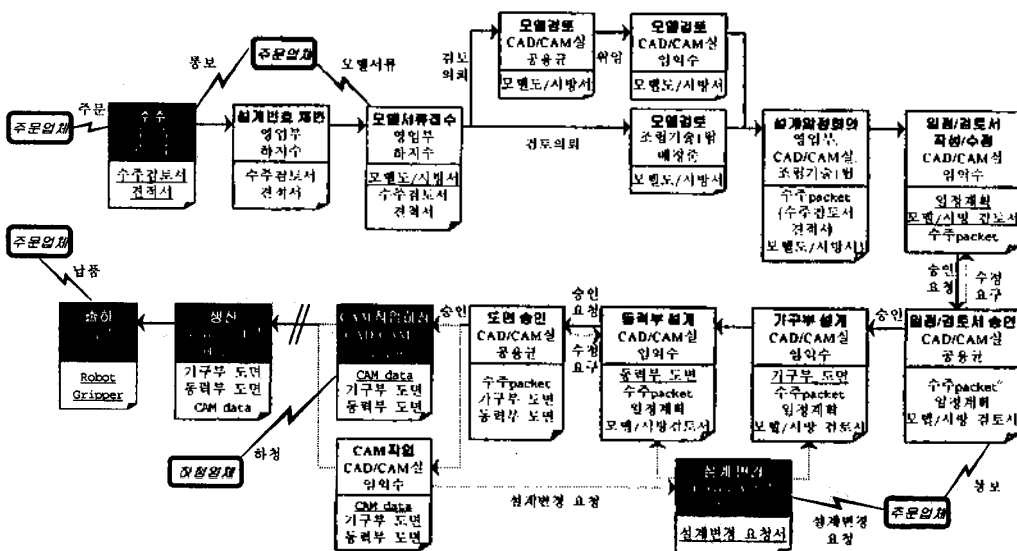 모델검토
CAD/CAM실
공용균
모델도/시방서
위임
모델검토
CAD/CAM실
임익수
모델도/시방서
검토
의뢰
주문업체
통보
모델서류
주문업체
주문
수주
수주검토서
견적서
설계번호 제번
영업부
하지수
수주검토서
견적서
모델서류접수
영업부
하지수
모델도/시방서
수주검토서
견적서
검토의뢰
모델검토
조립기술1팀
모델도/시방서
설계일정회의
영업부,
CAD/CAM실,
조립기술1팀
수주packet
(수주검토서
견적서
모델도/시방서)
일정/검토서
작성/수정
CAD/CAM실
임익수
일정계획
모델/시방 검토서
수주packet
승인
요청
수정
요구
주문업체
납품
출하
Robot
Gripper
생산
기구부 도면
동력부 도면
CAM data
CAM작업하청
CAD/CAM
CAM data
기구부 도면
동력부 도면
승인
도면 승인
CAD/CAM실
공용균
수주packet
기구부 도면
동력부 도면
승인
요청
수정
요구
동력부 설계
CAD/CAM실
임익수
동력부 도면
수주packet
일정계획
모델/시방검토서
기구부 설계
CAD/CAM실
임익수
기구부 도면
수주packet
일정계획
모델/시방 검토서
승인
일정/검토서 승인
CAD/CAM실
공용균
수주packet
일정계획
모델/시방 검토서
하청업체
하청
CAM작업
CAD/CAM실
임익수
CAM data
기구부 도면
동력부 도면
설계변경 요청
설계변경
설계변경 요청서
설계변경
요청
주문업체
통보